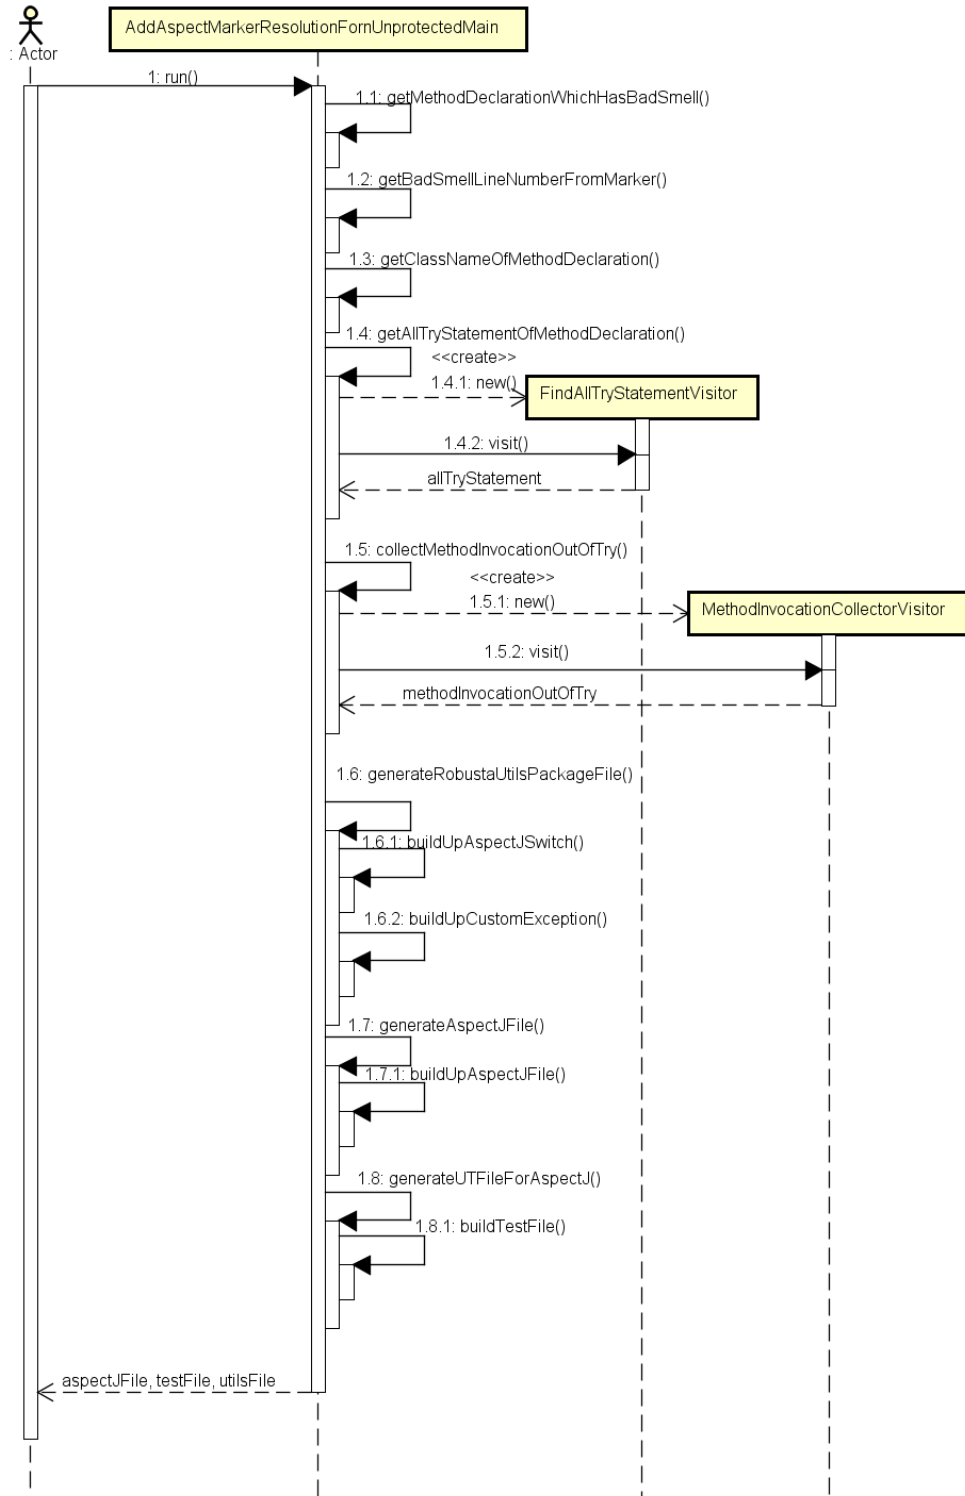 : Actor
AddAspectMarkerResolutionFornUnprotectedMain
1: run()
1.1: getMethodDeclarationWhichHasBadSmell()
1.2: getBadSmellLineNumberFromMarker()
1.3: getClassNameOfMethodDeclaration()
1.4: getAllTryStatementOfMethodDeclaration()
<<create>>
1.4.1: new()
FindAllTryStatementVisitor
1.4.2: visit()
allTryStatement
1.5: collectMethodInvocationOutOfTry()
<<create>>
1.5.1: new()
MethodInvocationCollectorVisitor
1.5.2: visit()
methodInvocationOutOfTry
1.6: generateRobustaUtilsPackageFile()
1.6.1: buildUpAspectJSwitch()
1.6.2: buildUpCustomException()
1.7: generateAspectJFile()
1.7.1: buildUpAspectJFile()
1.8: generateUTFileForAspectJ()
1.8.1: buildTestFile()
aspectJFile, testFile, utilsFile